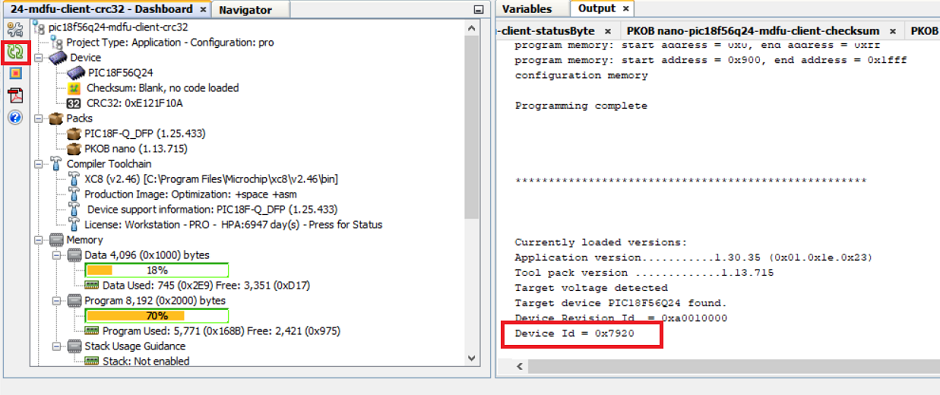 24-mdfu-client-crc32 - Dashboard × Navigator
pic18f56q24-mdfu-client-crc32
Project Type: Application - Configuration: pro
Device
PIC18F56Q24
Checksum: Blank, no code loaded
32 CRC32: 0xE121F10A
Packs
PIC18F-Q_DFP (1.25.433)
PKOB nano (1.13.715)
Compiler Toolchain
XC8 (v2.46) [C:\Program Files\Microchip\xc8\v2.46\bin]
Production Image: Optimization: +space +asm
Device support information: PIC18F-Q_DFP (1.25.433)
License: Workstation - PRO - HPA:6947 day(s) - Press for Status
Memory
Data 4,096 (0x1000) bytes
18%
Data Used: 745 (0x2E9) Free: 3,351 (0xD17)
Program 8,192 (0x2000) bytes
70%
Program Used: 5,771 (0x168B) Free: 2,421 (0x975)
Stack Usage Guidance
Stack: Not enabled
Variables Output ×
-client-statusByte × PKOB nano-pic18f56q24-mdfu-client-checksum × PKOB
program memory: start address = 0x0, end address = 0xff
program memory: start address = 0x900, end address = 0x1fff
configuration memory
Programming complete
*****************************************************
Currently loaded versions:
Application version...........1.30.35 (0x01.0x1e.0x23)
Tool pack version .............1.13.715
Target voltage detected
Target device PIC18F56Q24 found.
Device Revision Id = 0xa0010000
Device Id = 0x7920